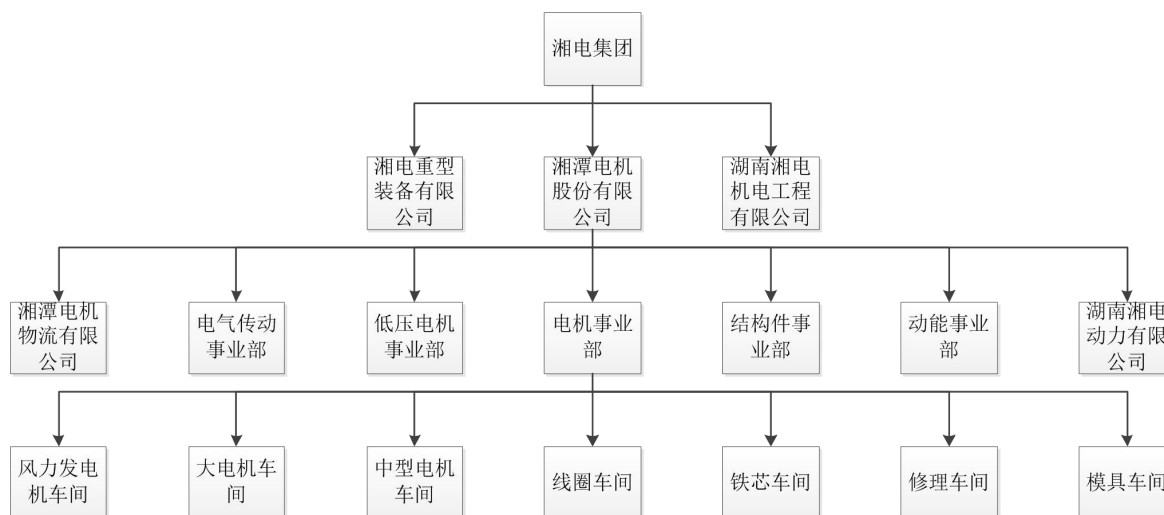 湘电集团
湘电重型
装备有限
公司
湘潭电机
股份有限
公司
湖南湘电
机电工程
有限公司
湘潭电机
物流有限
公司
电气传动
事业部
低压电机
事业部
电机事业
部
结构件事
业部
动能事业
部
湖南湘电
动力有限
公司
风力发电
机车间
大电机车
间
中型电机
车间
线圈车间
铁芯车间
修理车间
模具车间